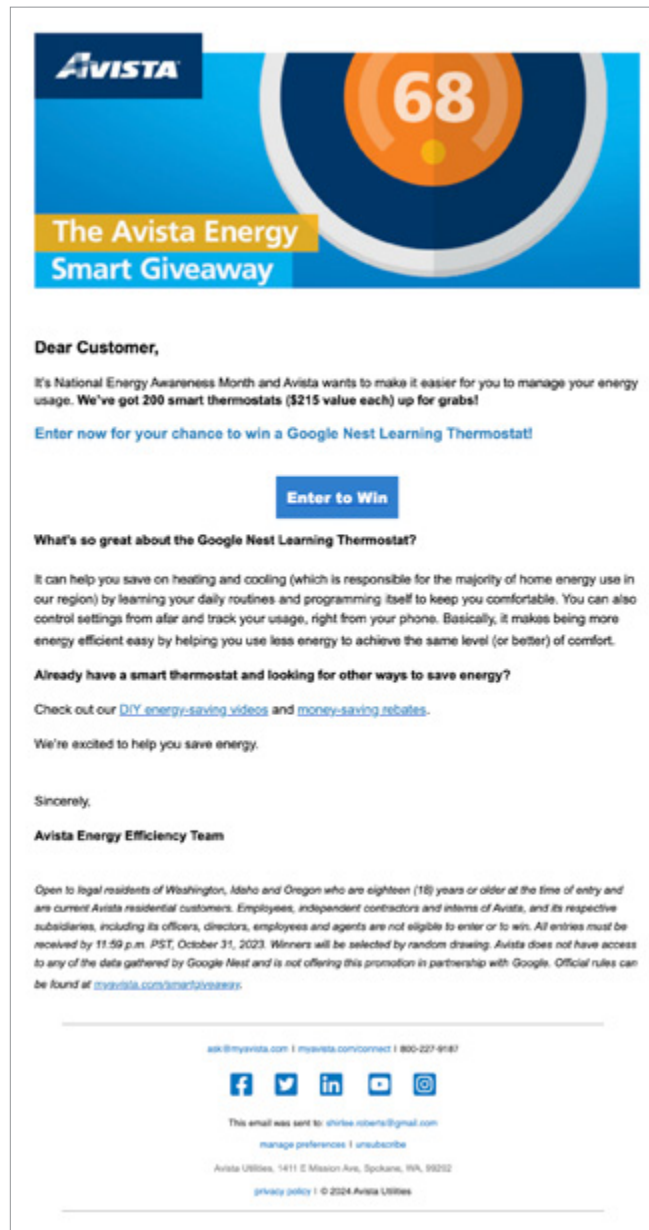 AVISTA
68
The Avista Energy
Smart Giveaway
Dear Customer,
It's National Energy Awareness Month and Avista wants to make it easier for you to manage your energy
usage. We've got 200 smart thermostats ($215 value each) up for grabs!
Enter now for your chance to win a Google Nest Learning Thermostat!
Enter to Win
What's so great about the Google Nest Learning Thermostat?
It can help you save on heating and cooling (which is responsible for the majority of home energy use in
our region) by learning your daily routines and programming itself to keep you comfortable. You can also
control settings from afar and track your usage, right from your phone. Basically, it makes being more
energy efficient easy by helping you use less energy to achieve the same level (or better) of comfort.
Already have a smart thermostat and looking for other ways to save energy?
Check out our DIY energy-saving videos and money-saving rebates.
We're excited to help you save energy.
Sincerely,
Avista Energy Efficiency Team
Open to legal residents of Washington, Idaho and Oregon who are eighteen (18) years or older at the time of entry and
are current Avista residential customers. Employees, independent contractors and interns of Avista, and its respective
subsidiaries, including its officers, directors, employees and agents are not eligible to enter or to win. All entries must be
received by 11:59 p.m. PST, October 31, 2023. Winners will be selected by random drawing. Avista does not have access
to any of the data gathered by Google Nest and is not offering this promotion in partnership with Google. Official rules can
be found at myavista.com/smartgiveaway.
ask@myavista.com I myavista.com/connect I 800-227-9187
This email was sent to: shirlee.roberts@gmail.com
manage preferences I unsubscribe
Avista Utilities, 1411 E Mission Ave, Spokane, WA, 99202
privacy policy I © 2024 Avista Utilities